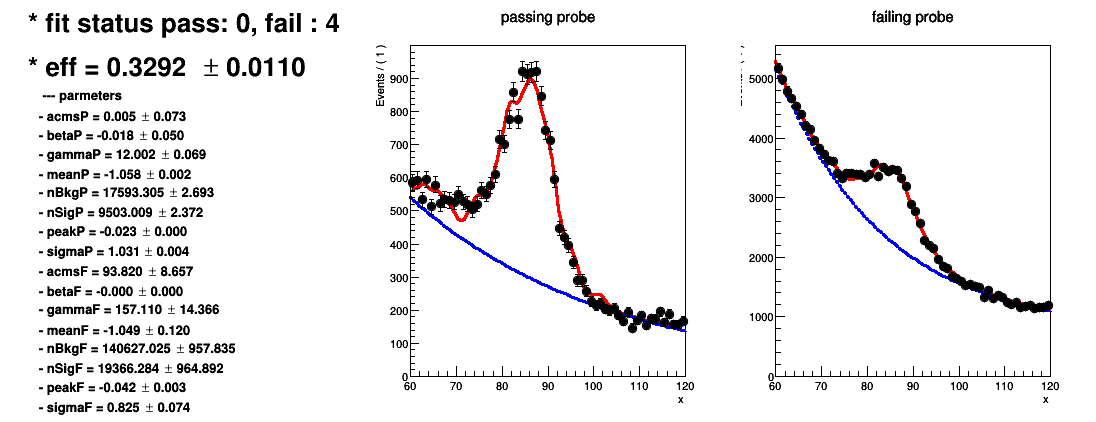 * fit status pass: 0, fail : 4
* eff = 0.3292 ± 0.0110
--- parmeters
- acmsP = 0.005 ± 0.073
- betaP = -0.018 ± 0.050
- gammaP = 12.002 ± 0.069
- meanP = -1.058 ± 0.002
- nBkgP = 17593.305 ± 2.693
- nSigP = 9503.009 ± 2.372
- peakP = -0.023 ± 0.000
- sigmaP = 1.031 ± 0.004
- acmsF = 93.820 ± 8.657
- betaF = -0.000 ± 0.000
- gammaF = 157.110 ± 14.366
- meanF = -1.049 ± 0.120
- nBkgF = 140627.025 ± 957.835
- nSigF = 19366.284 ± 964.892
- peakF = -0.042 ± 0.003
- sigmaF = 0.825 ± 0.074
passing probe
Events / ( 1 )
900
800
700
600
500
400
300
200
100
0
60 70 80 90 100 110 120
x
failing probe
5000
4000
3000
2000
1000
0
60 70 80 90 100 110 120
x